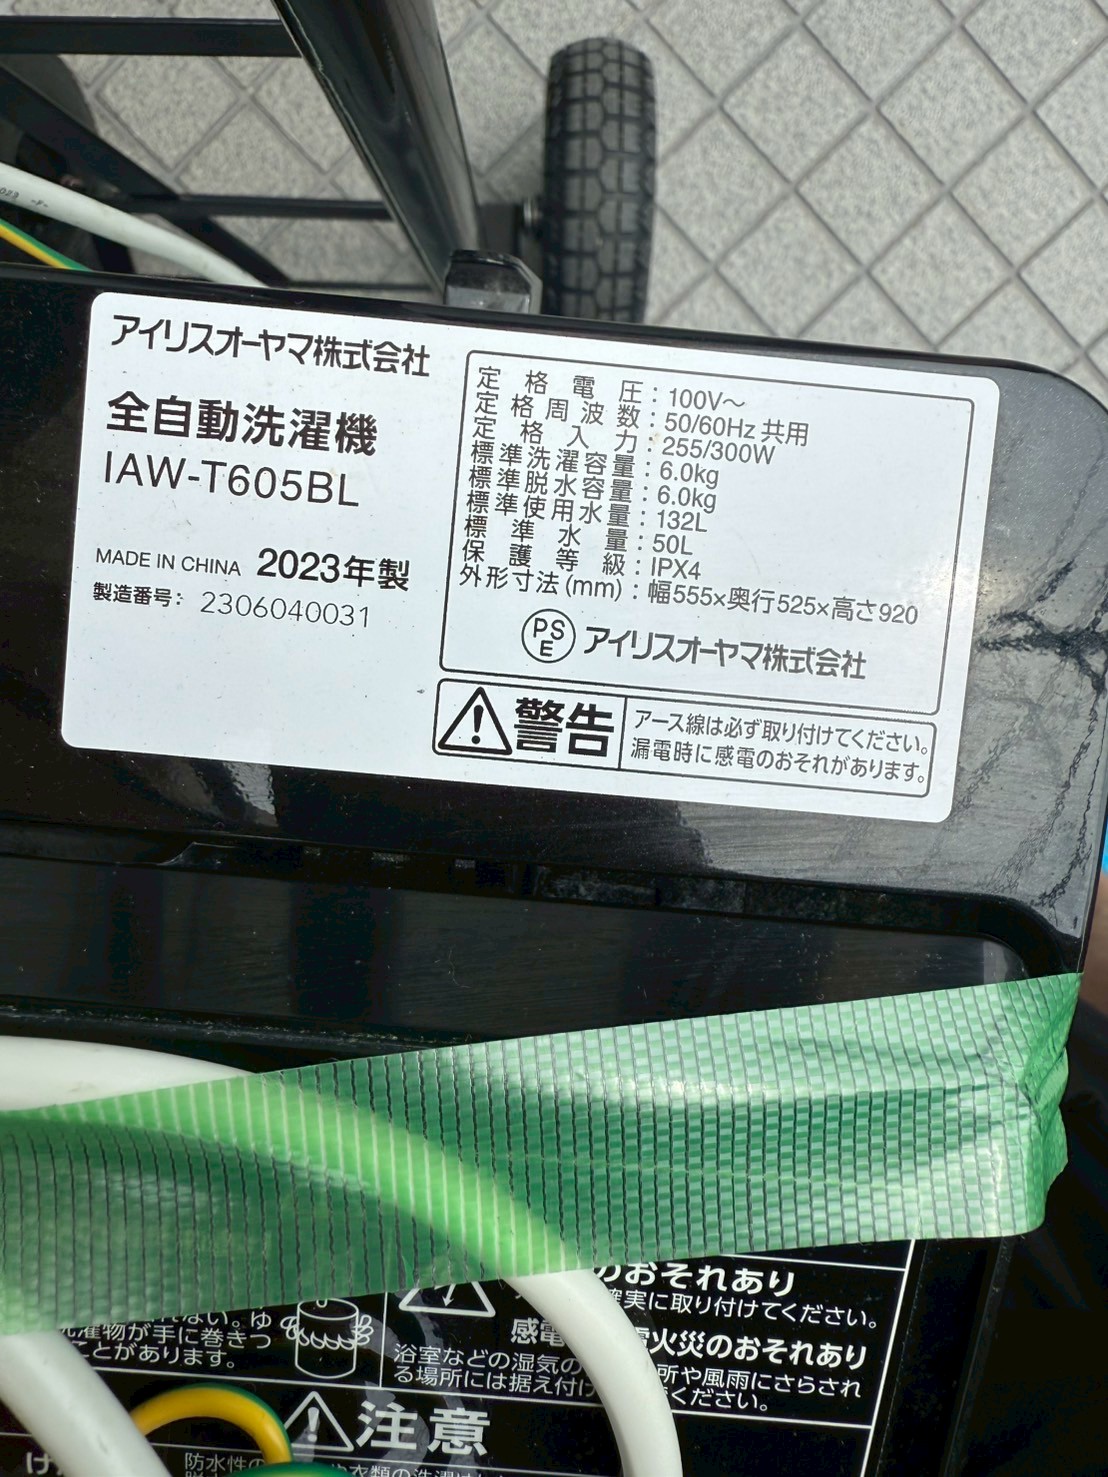 アイリスオーヤマ株式会社
全自動洗濯機
IAW-T605BL
MADE IN CHINA 2023年製
製造番号: 2306040031
定格電圧:100V～
定格周波数:50/60Hz 共用
定格入力:255/300W
標準洗濯容量:6.0kg
標準脱水容量:6.0kg
標準使用水量:132L
標準水量:50L
保護等級:IPX4
外形寸法(mm):幅555×奥行525×高さ920
PSE アイリスオーヤマ株式会社
警告
アース線は必ず取り付けてください。
漏電時に感電のおそれがあります。
ない。ゆ
洗濯物が手に巻きつ
ことがあります。
のおそれあり
確実に取り付けてください。
感電
火災のおそれあり
浴室などの湿気の
所や風雨にさらされ
る場所には据え付け
ください。
注意
防水性の